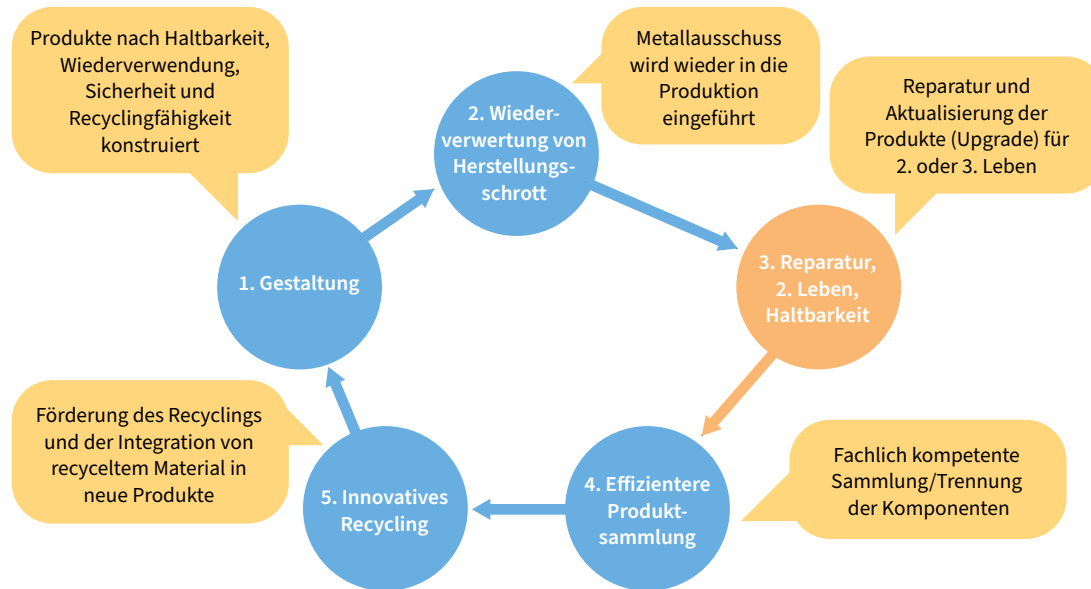 Produkte nach Haltbarkeit,
Wiederverwendung,
Sicherheit und
Recyclingfähigkeit
konstruiert
Metallausschuss
wird wieder in die
Produktion
eingeführt
Reparatur und
Aktualisierung der
Produkte (Upgrade) für
2. oder 3. Leben
2. Wieder-
verwertung von
Herstellungs-
schrott
1. Gestaltung
3. Reparatur,
2. Leben,
Haltbarkeit
Förderung des Recyclings
und der Integration von
recyceltem Material in
neue Produkte
5. Innovatives
Recycling
4. Effizientere
Produkt-
sammlung
Fachlich kompetente
Sammlung/Trennung
der Komponenten